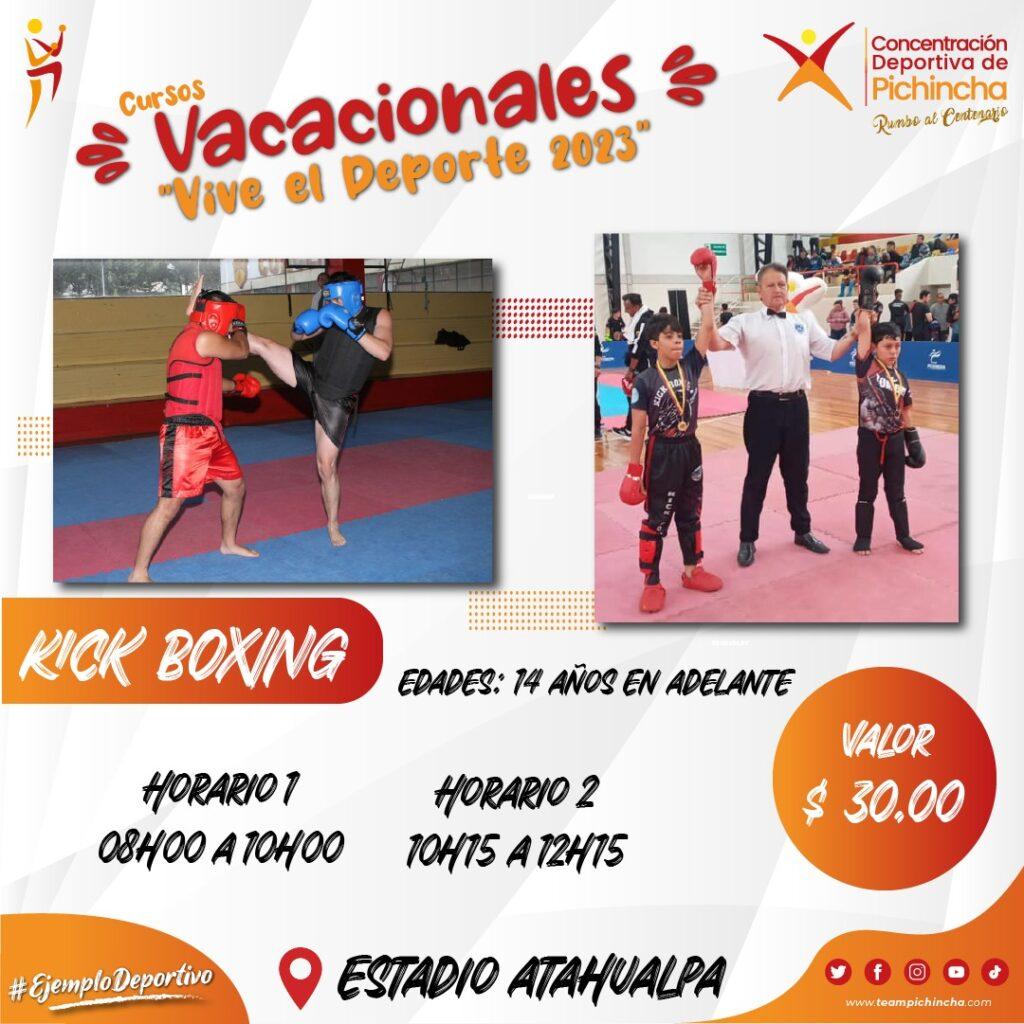 Cursos
Vacacionales
"Vive el Deporte 2023"
Concentración
Deportiva de
Pichincha
Rumbo al Centenario
KICK BOXING
EDADES: 14 AÑOS EN ADELANTE
VALOR
$ 30.00
HORARIO 1
08H00 A 10H00
HORARIO 2
10H15 A 12H15
#EjemploDeportivo
ESTADIO ATAHUALPA
www.teampichincha.com